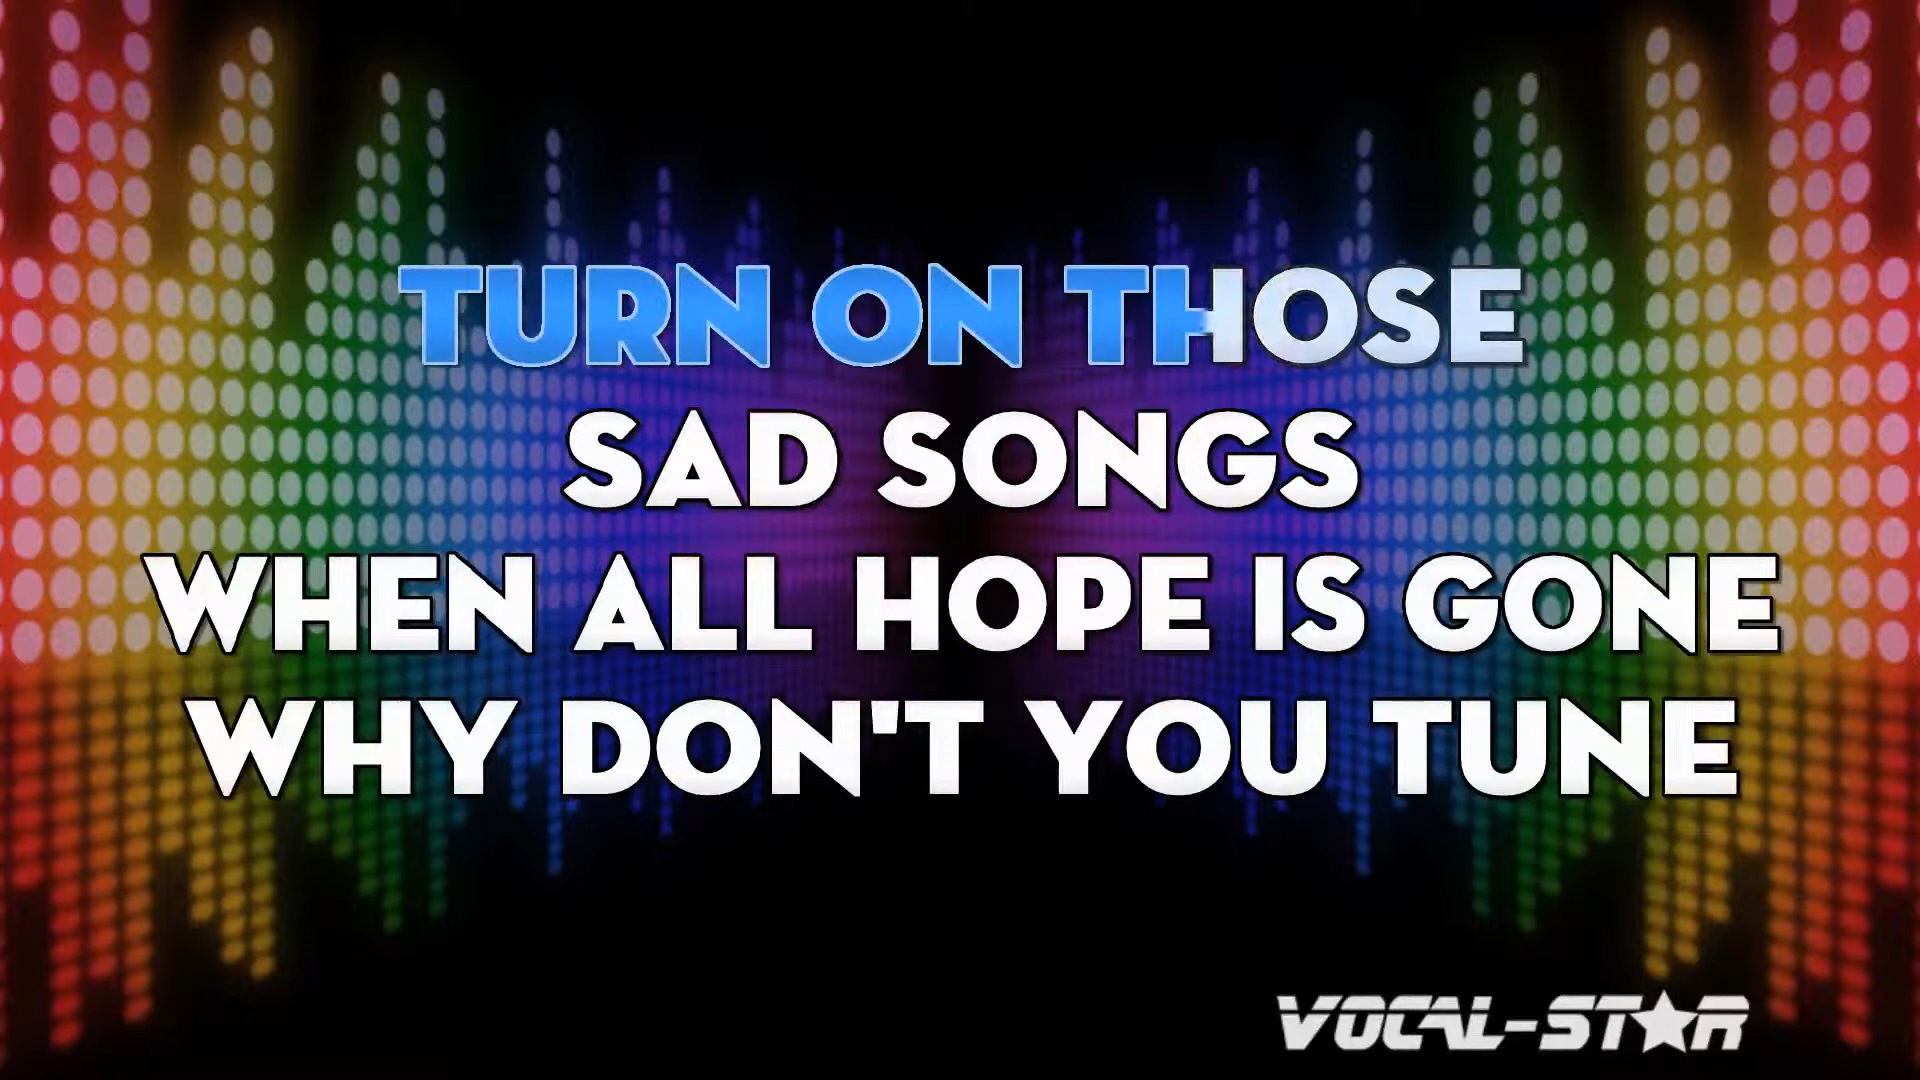 TURN ON THOSE
SAD SONGS
WHEN ALL HOPE IS GONE
WHY DON'T YOU TUNE
VOCAL-STAR